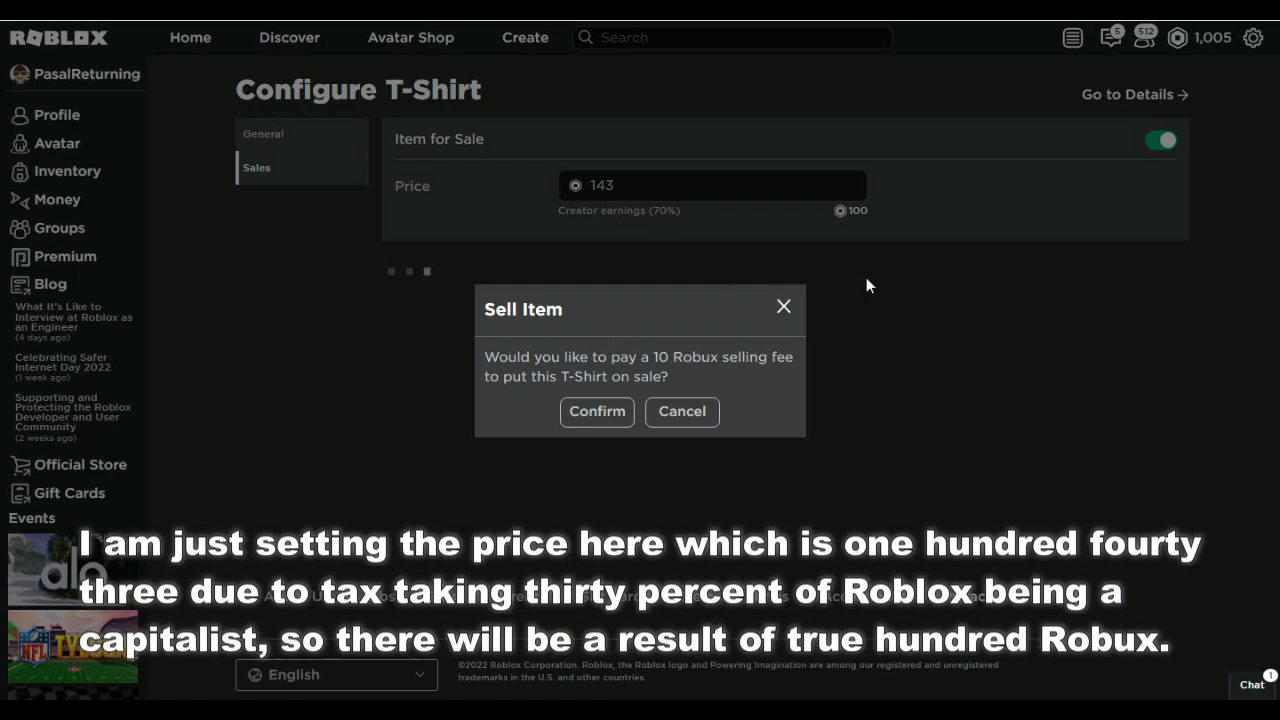 ROBLOX
Home
Discover
Avatar Shop
Create
Search
5
512
1,005
PasalReturning
Profile
Avatar
Inventory
Money
Groups
Premium
Blog
What It's Like to
Interview at Roblox as
an Engineer
(4 days ago)
Celebrating Safer
Internet Day 2022
(1 week ago)
Supporting and
Protecting the Roblox
Developer and User
Community
(2 weeks ago)
Official Store
Gift Cards
Events
alo
NFL
TYCOON
Configure T-Shirt
Go to Details
General
Sales
Item for Sale
Price
143
Creator earnings (70%)
100
Sell Item
Would you like to pay a 10 Robux selling fee
to put this T-Shirt on sale?
Confirm
Cancel
I am just setting the price here which is one hundred fourty
three due to tax taking thirty percent of Roblox being a
capitalist, so there will be a result of true hundred Robux.
English
©2022 Roblox Corporation. Roblox, the Roblox logo and Powering Imagination are among our registered and unregistered
trademarks in the U.S. and other countries.
Chat
1